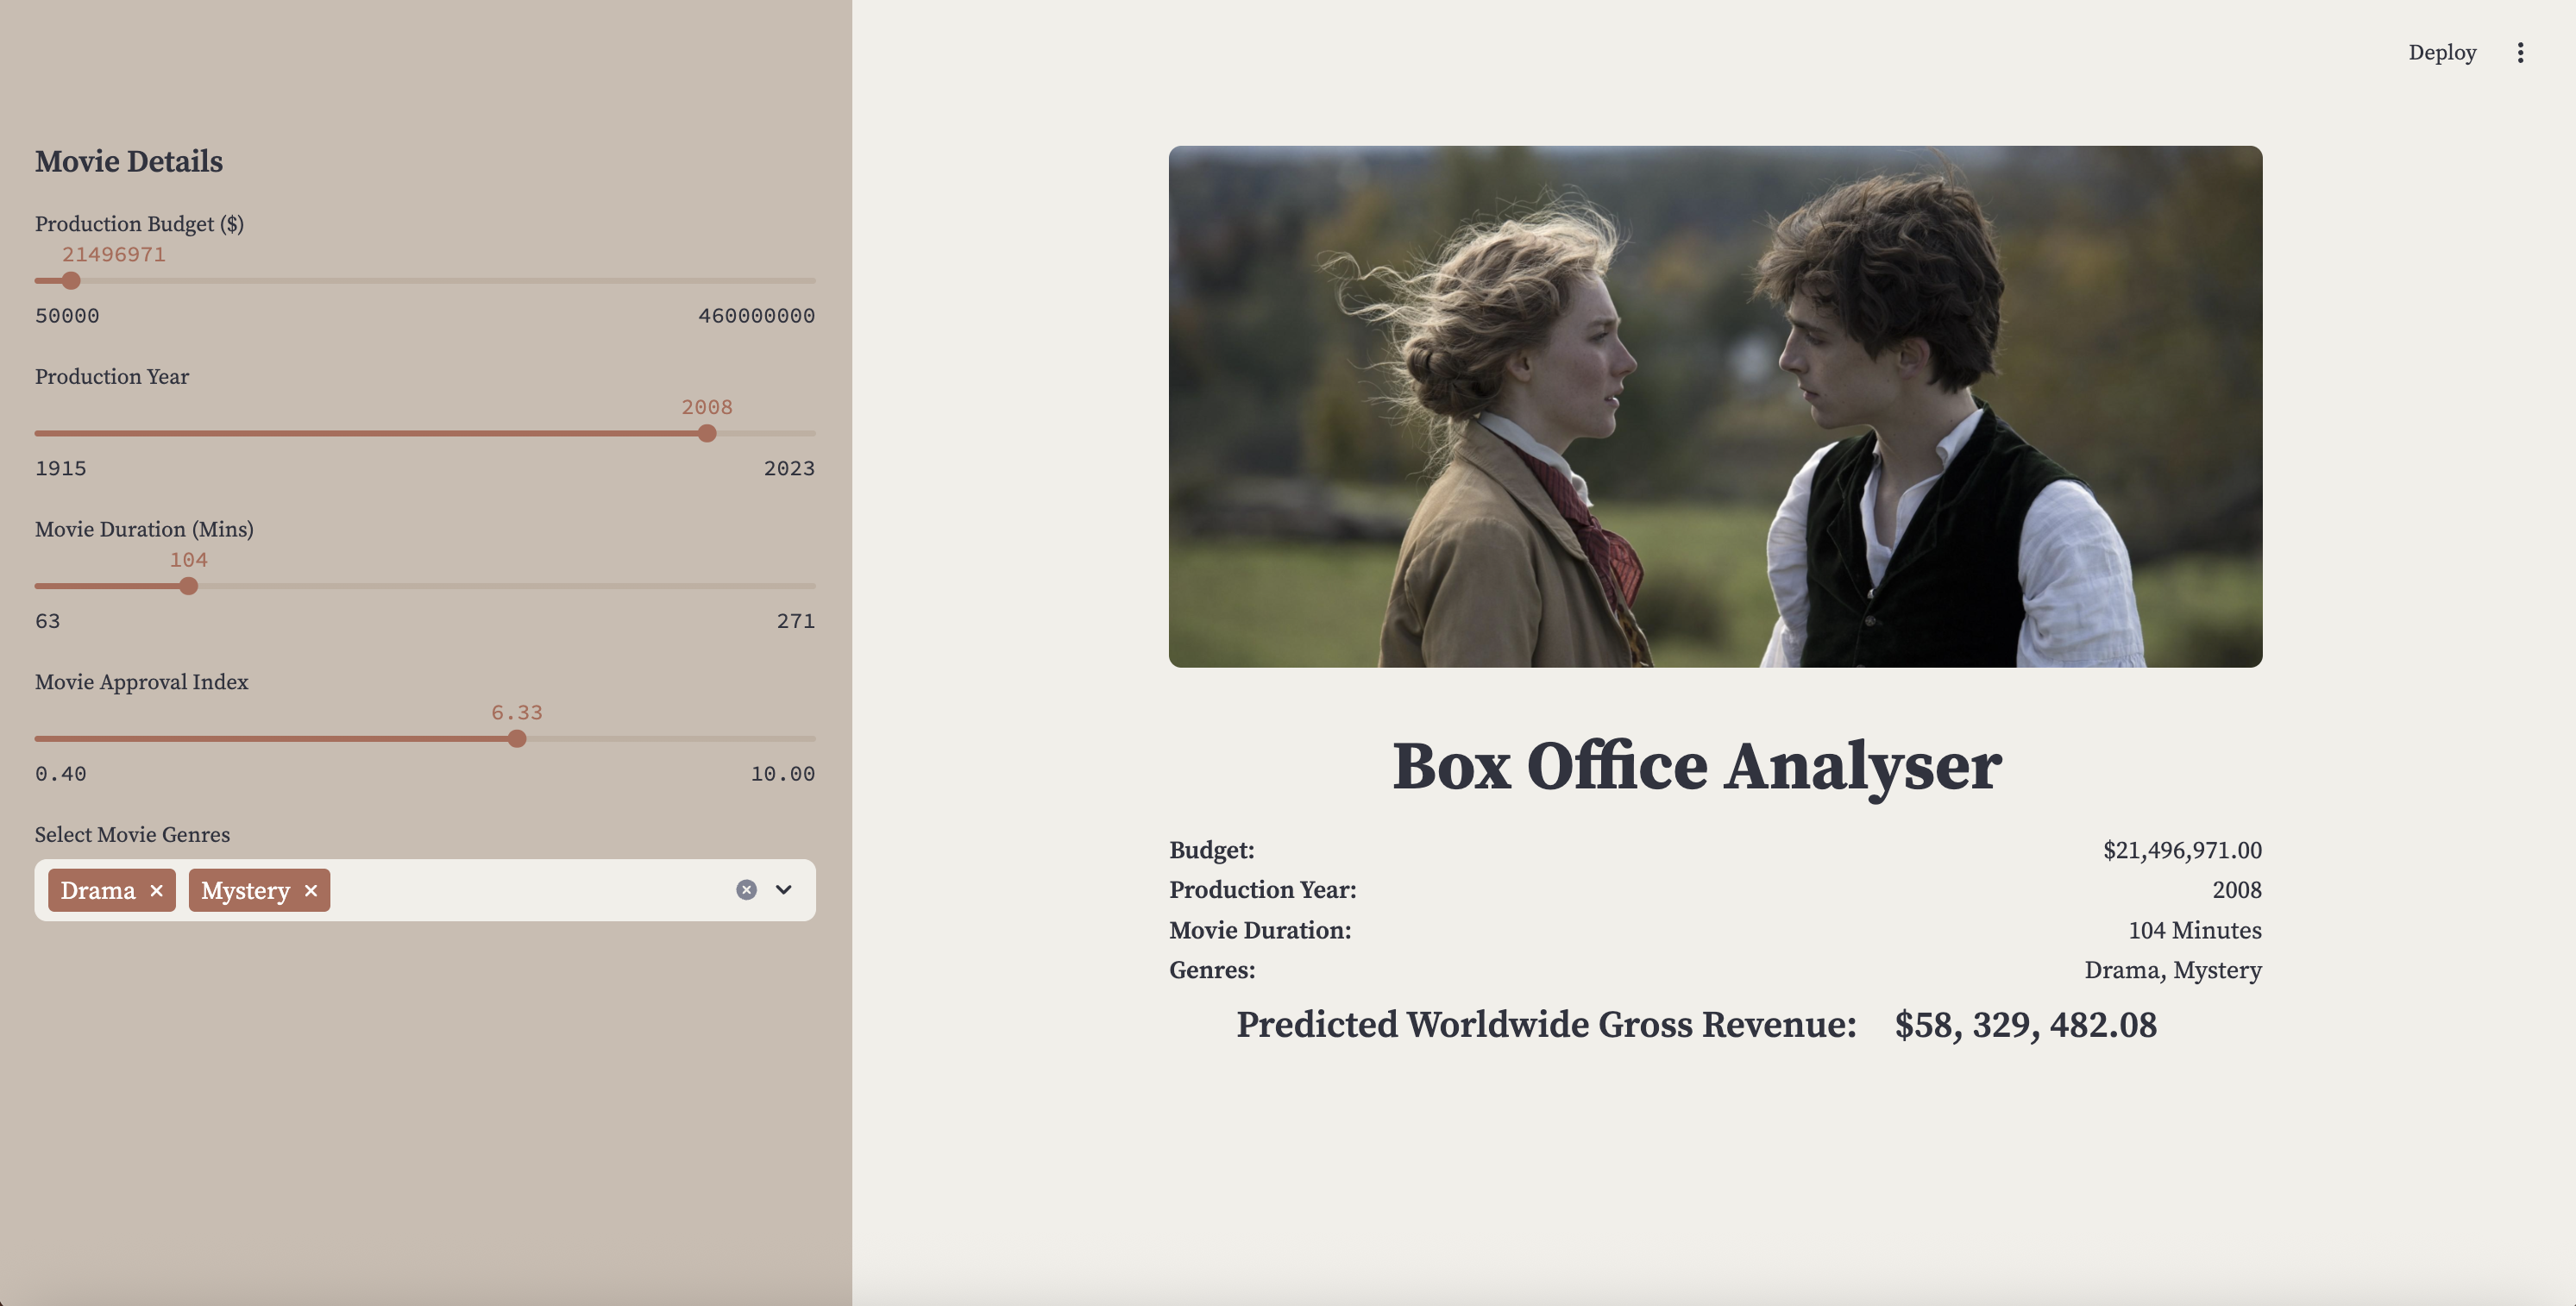 Deploy
Movie Details
Production Budget ($)
21496971
50000 460000000
Production Year
2008
1915 2023
Movie Duration (Mins)
104
63 271
Movie Approval Index
6.33
0.40 10.00
Select Movie Genres
Drama Mystery
Box Office Analyser
Budget: $21,496,971.00
Production Year: 2008
Movie Duration: 104 Minutes
Genres: Drama, Mystery
Predicted Worldwide Gross Revenue: $58, 329, 482.08